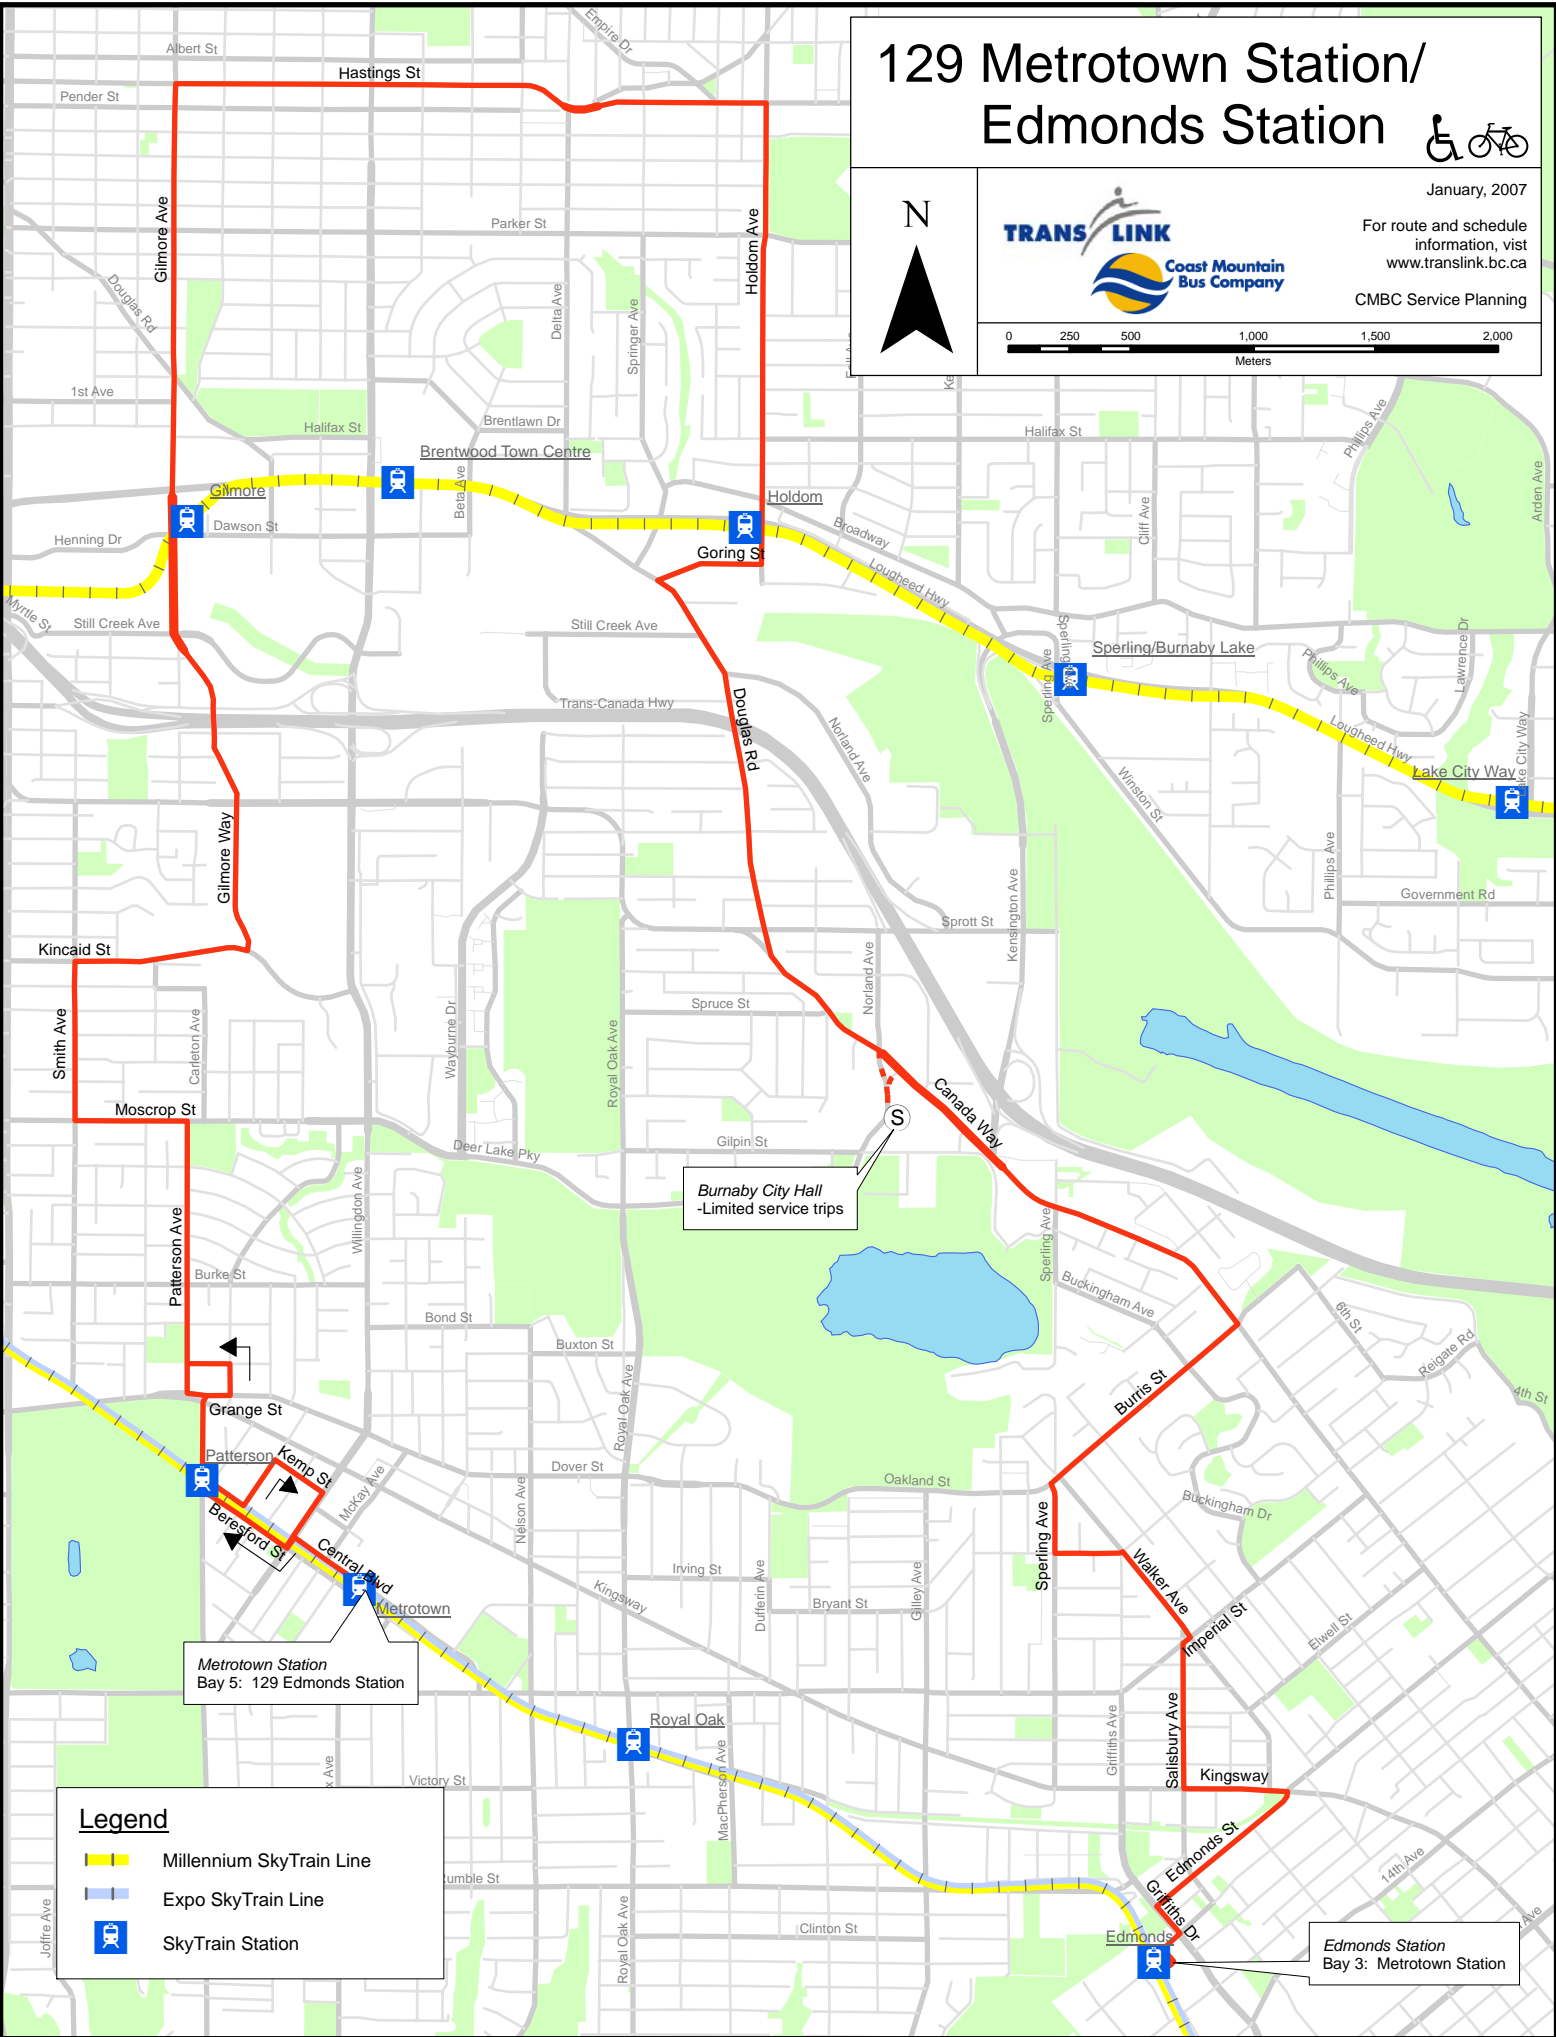 129 Metrotown Station/
Edmonds Station
January, 2007
For route and schedule
information, vist
www.translink.bc.ca
CMBC Service Planning
N
TRANS LINK
Coast Mountain
Bus Company
0 250 500 1,000 1,500 2,000
Meters
Empire Dr
Albert St
Hastings St
Pender St
Gilmore Ave
Parker St
Holdom Ave
Douglas Rd
Delta Ave
Springer Ave
1st Ave
Halifax St
Brentlawn Dr
Halifax St
Phillips Ave
Arden Ave
Brentwood Town Centre
Beta Ave
Gilmore
Holdom
Dawson St
Henning Dr
Broadway
Cliff Ave
Goring St
Lougheed Hwy
Myrtle St
Still Creek Ave
Still Creek Ave
Sperling Ave
Sperling/Burnaby Lake
Phillips Ave
Lawrence Dr
Trans-Canada Hwy
Douglas Rd
Norland Ave
Lougheed Hwy
Lake City Way
Lake City Way
Winston St
Gilmore Way
Phillips Ave
Government Rd
Kensington Ave
Sprott St
Kincaid St
Norland Ave
Spruce St
Smith Ave
Carleton Ave
Wayburne Dr
Royal Oak Ave
Moscrop St
Canada Way
S
Deer Lake Pky
Gilpin St
Burnaby City Hall
-Limited service trips
Willingdon Ave
Patterson Ave
Sperling Ave
Burke St
Buckingham Ave
Bond St
Buxton St
6th St
Reigate Rd
4th St
Burris St
Royal Oak Ave
Grange St
Patterson
Kemp St
Dover St
Oakland St
McKay Ave
Nelson Ave
Buckingham Dr
Beresford St
Central Blvd
Sperling Ave
Walker Ave
Irving St
Kingsway
Dufferin Ave
Bryant St
Gilley Ave
Imperial St
Elwell St
Metrotown
Metrotown Station
Bay 5: 129 Edmonds Station
Royal Oak
Griffiths Ave
Salisbury Ave
Kingsway
Victory St
MacPherson Ave
Edmonds St
14th Ave
Griffiths Dr
Clinton St
Joffre Ave
Royal Oak Ave
Edmonds
Edmonds Station
Bay 3: Metrotown Station
Legend
Millennium SkyTrain Line
Expo SkyTrain Line
SkyTrain Station